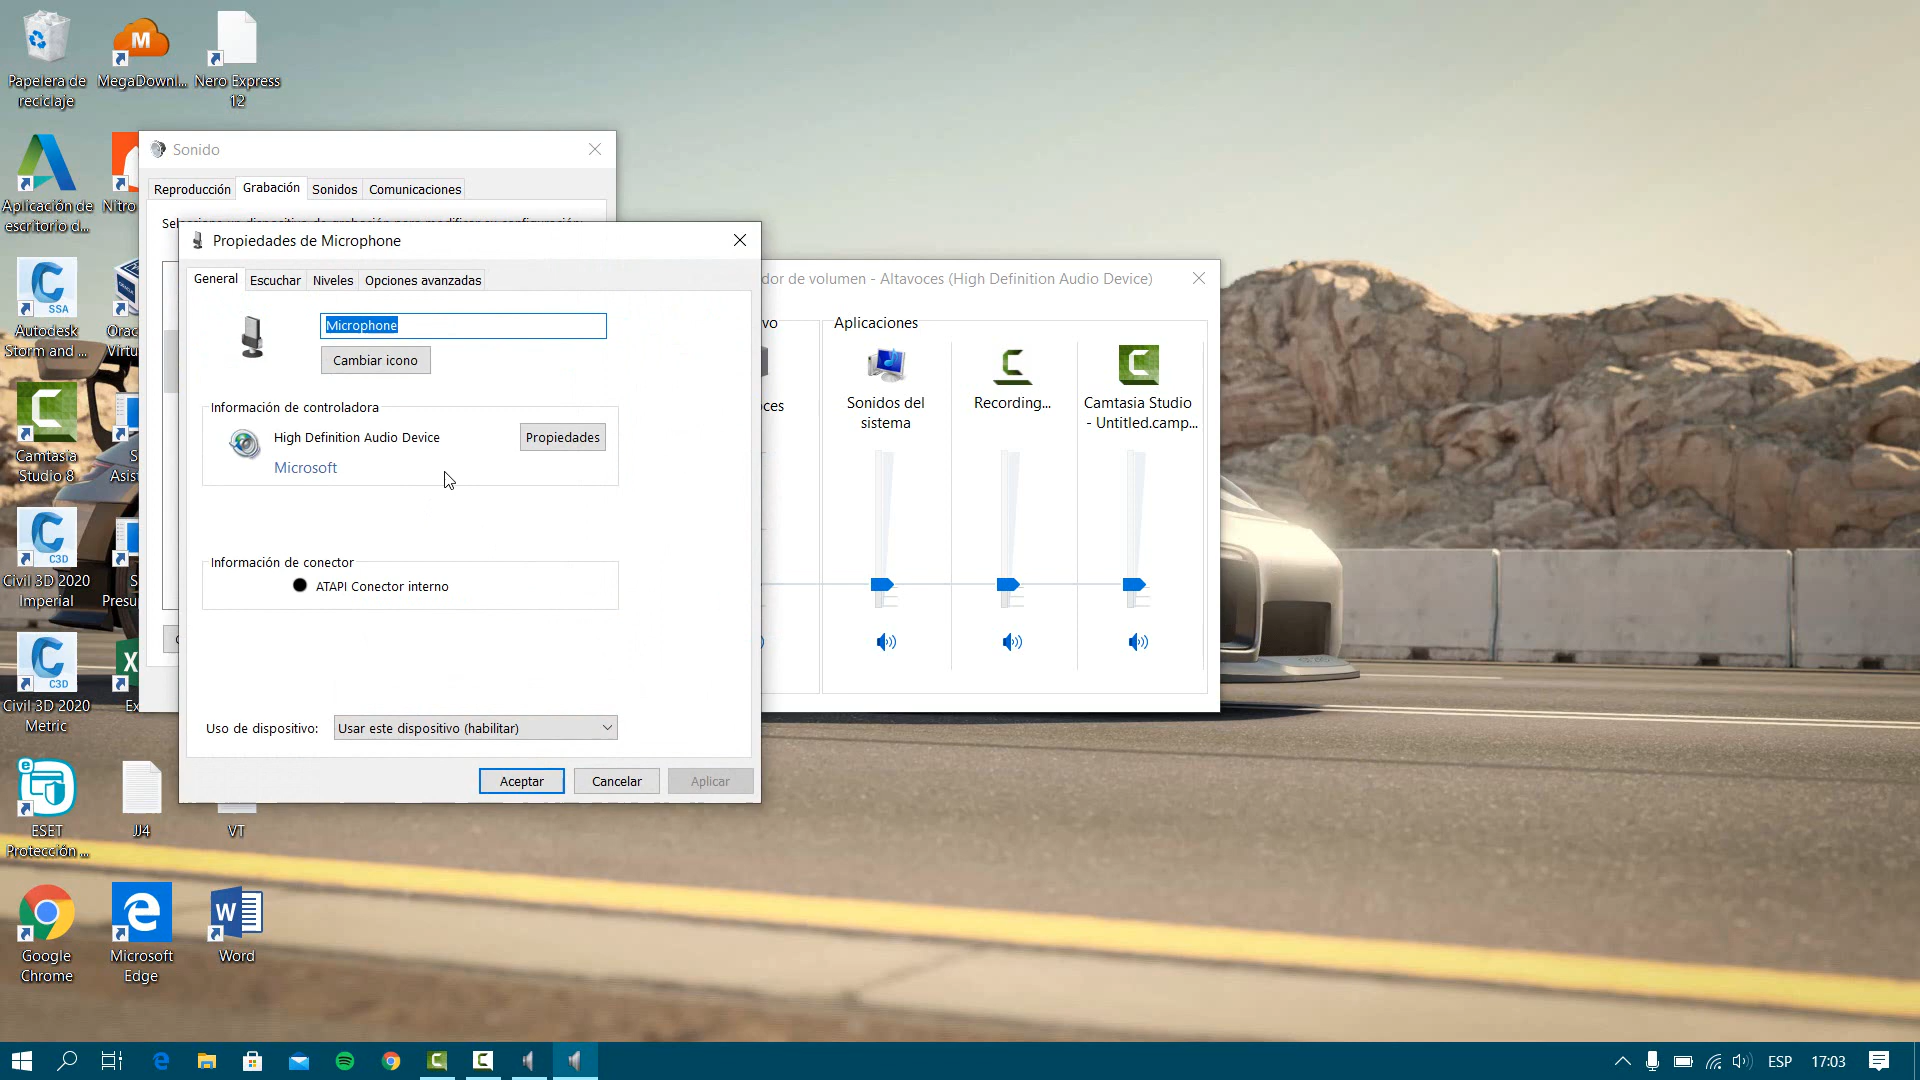 Papelera de
reciclaje
MegaDownl...
Nero Express
12
Aplicación de
escritorio d...
Nitro
Autodesk
Storm and ...
Orac
Virtu
Camtasia
Studio 8
S
Asist
Civil 3D 2020
Imperial
S
Presu
Civil 3D 2020
Metric
Ex
ESET
Protección ...
JJ4
VT
Google
Chrome
Microsoft
Edge
Word
Sonido
Reproducción
Grabación
Sonidos
Comunicaciones
Propiedades de Microphone
General
Escuchar
Niveles
Opciones avanzadas
Microphone
Cambiar icono
Información de controladora
High Definition Audio Device
Propiedades
Microsoft
Información de conector
ATAPI Conector interno
Uso de dispositivo:
Usar este dispositivo (habilitar)
Aceptar
Cancelar
Aplicar
dor de volumen - Altavoces (High Definition Audio Device)
vo
Aplicaciones
ces
Sonidos del
sistema
Recording...
Camtasia Studio
- Untitled.camp...
SSA
C3D
C3D
ESP
17:03